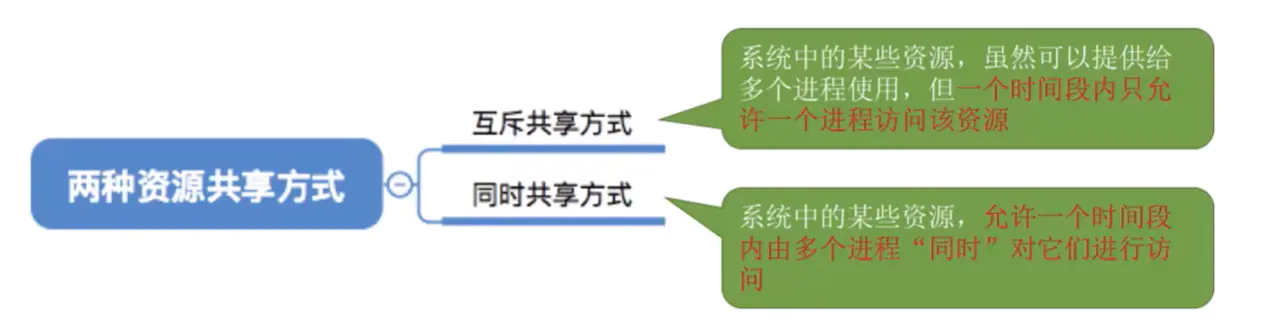 两种资源共享方式
互斥共享方式
系统中的某些资源，虽然可以提供给
多个进程使用，但一个时间段内只允
许一个进程访问该资源
同时共享方式
系统中的某些资源，允许一个时间段
内由多个进程“同时”对它们进行访
问